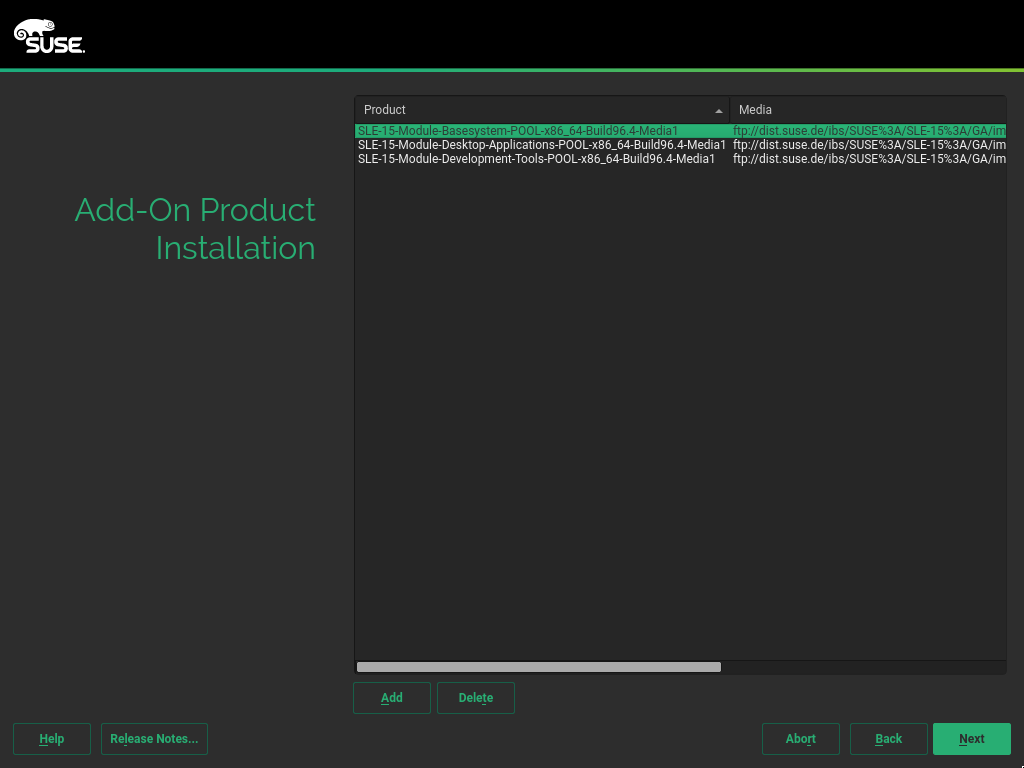 SUSE.
Product Media
SLE-15-Module-Basesystem-POOL-x86_64-Build96.4-Media1 ftp://dist.suse.de/ibs/SUSE%3A/SLE-15%3A/GA/im
SLE-15-Module-Desktop-Applications-POOL-x86_64-Build96.4-Media1 ftp://dist.suse.de/ibs/SUSE%3A/SLE-15%3A/GA/im
SLE-15-Module-Development-Tools-POOL-x86_64-Build96.4-Media1 ftp://dist.suse.de/ibs/SUSE%3A/SLE-15%3A/GA/im
Add-On Product
Installation
Add Delete
Help Release Notes... Abort Back Next